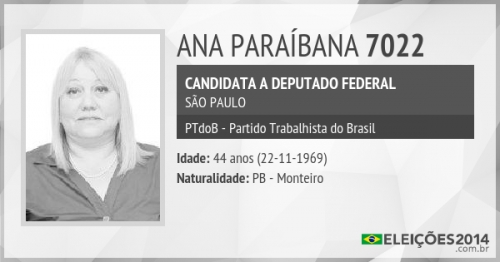 ANA PARAÍBANA 7022
CANDIDATA A DEPUTADO FEDERAL
SÃO PAULO
PTdoB - Partido Trabalhista do Brasil
Idade: 44 anos (22-11-1969)
Naturalidade: PB - Monteiro
ELEIÇÕES2014
.com.br